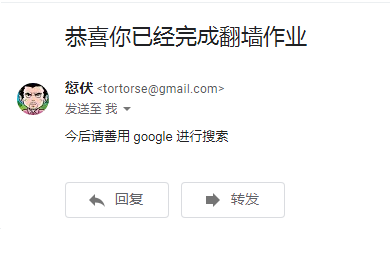 恭喜你已经完成翻墙作业
愆伏 <tortorse@gmail.com>
发送至 我
今后请善用 google 进行搜索
回复 转发